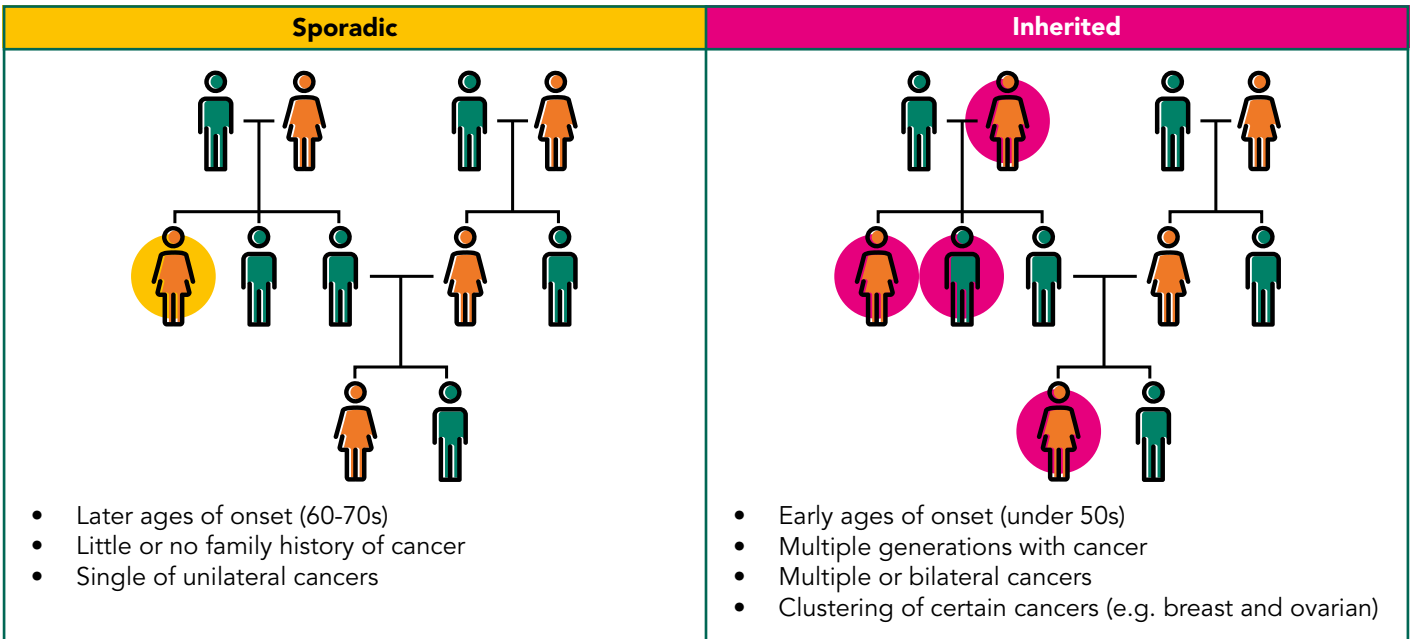 Sporadic
Inherited
• Later ages of onset (60-70s)
• Little or no family history of cancer
• Single of unilateral cancers
• Early ages of onset (under 50s)
• Multiple generations with cancer
• Multiple or bilateral cancers
• Clustering of certain cancers (e.g. breast and ovarian)